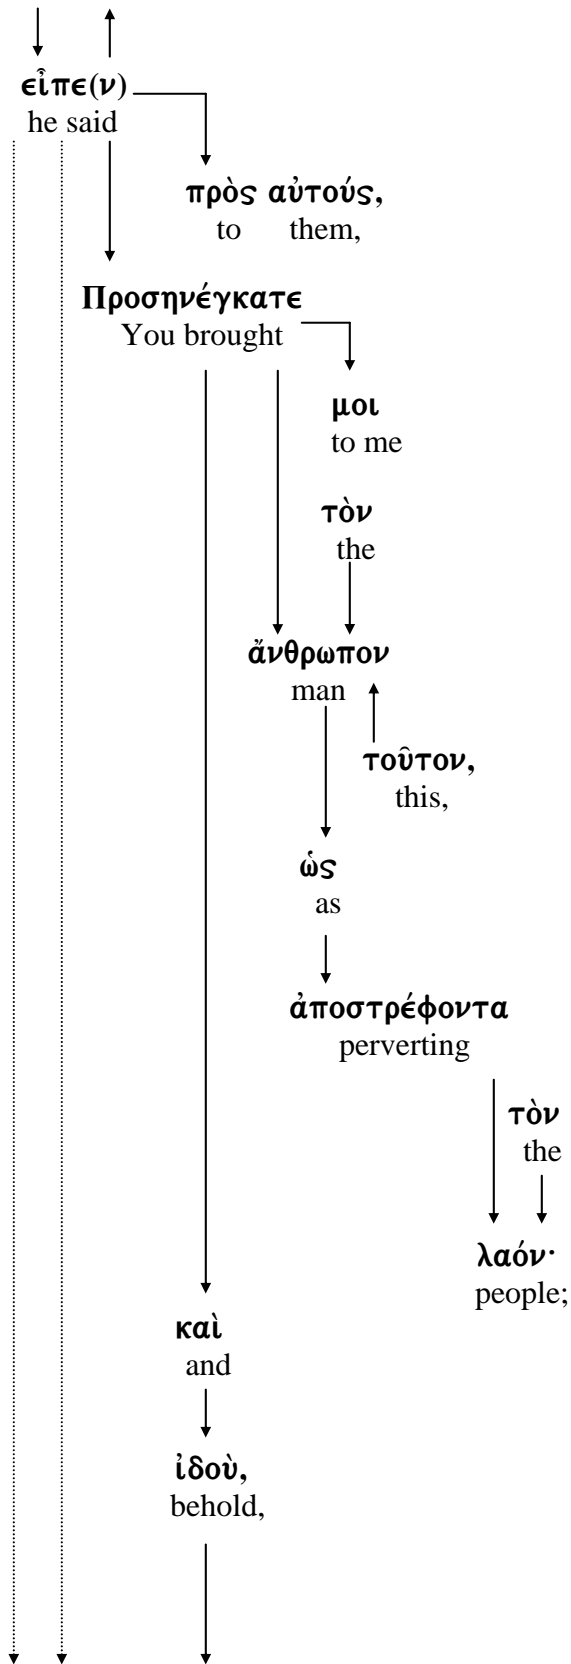 εἶπε(ν)
he said
πρὸς αὐτούς,
to them,
Προσηνέγκατε
You brought
μοι
to me
τὸν
the
ἄνθρωπον
man
τοῦτον,
this,
ὡς
as
ἀποστρέφοντα
perverting
τὸν
the
λαόν·
people;
καὶ
and
ἰδοὺ,
behold,